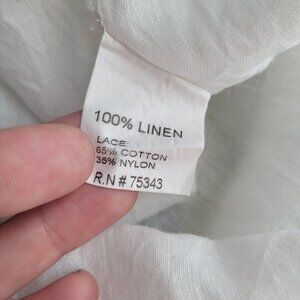 100% LINEN
LACE:
65% COTTON
35% NYLON
R.N # 75343